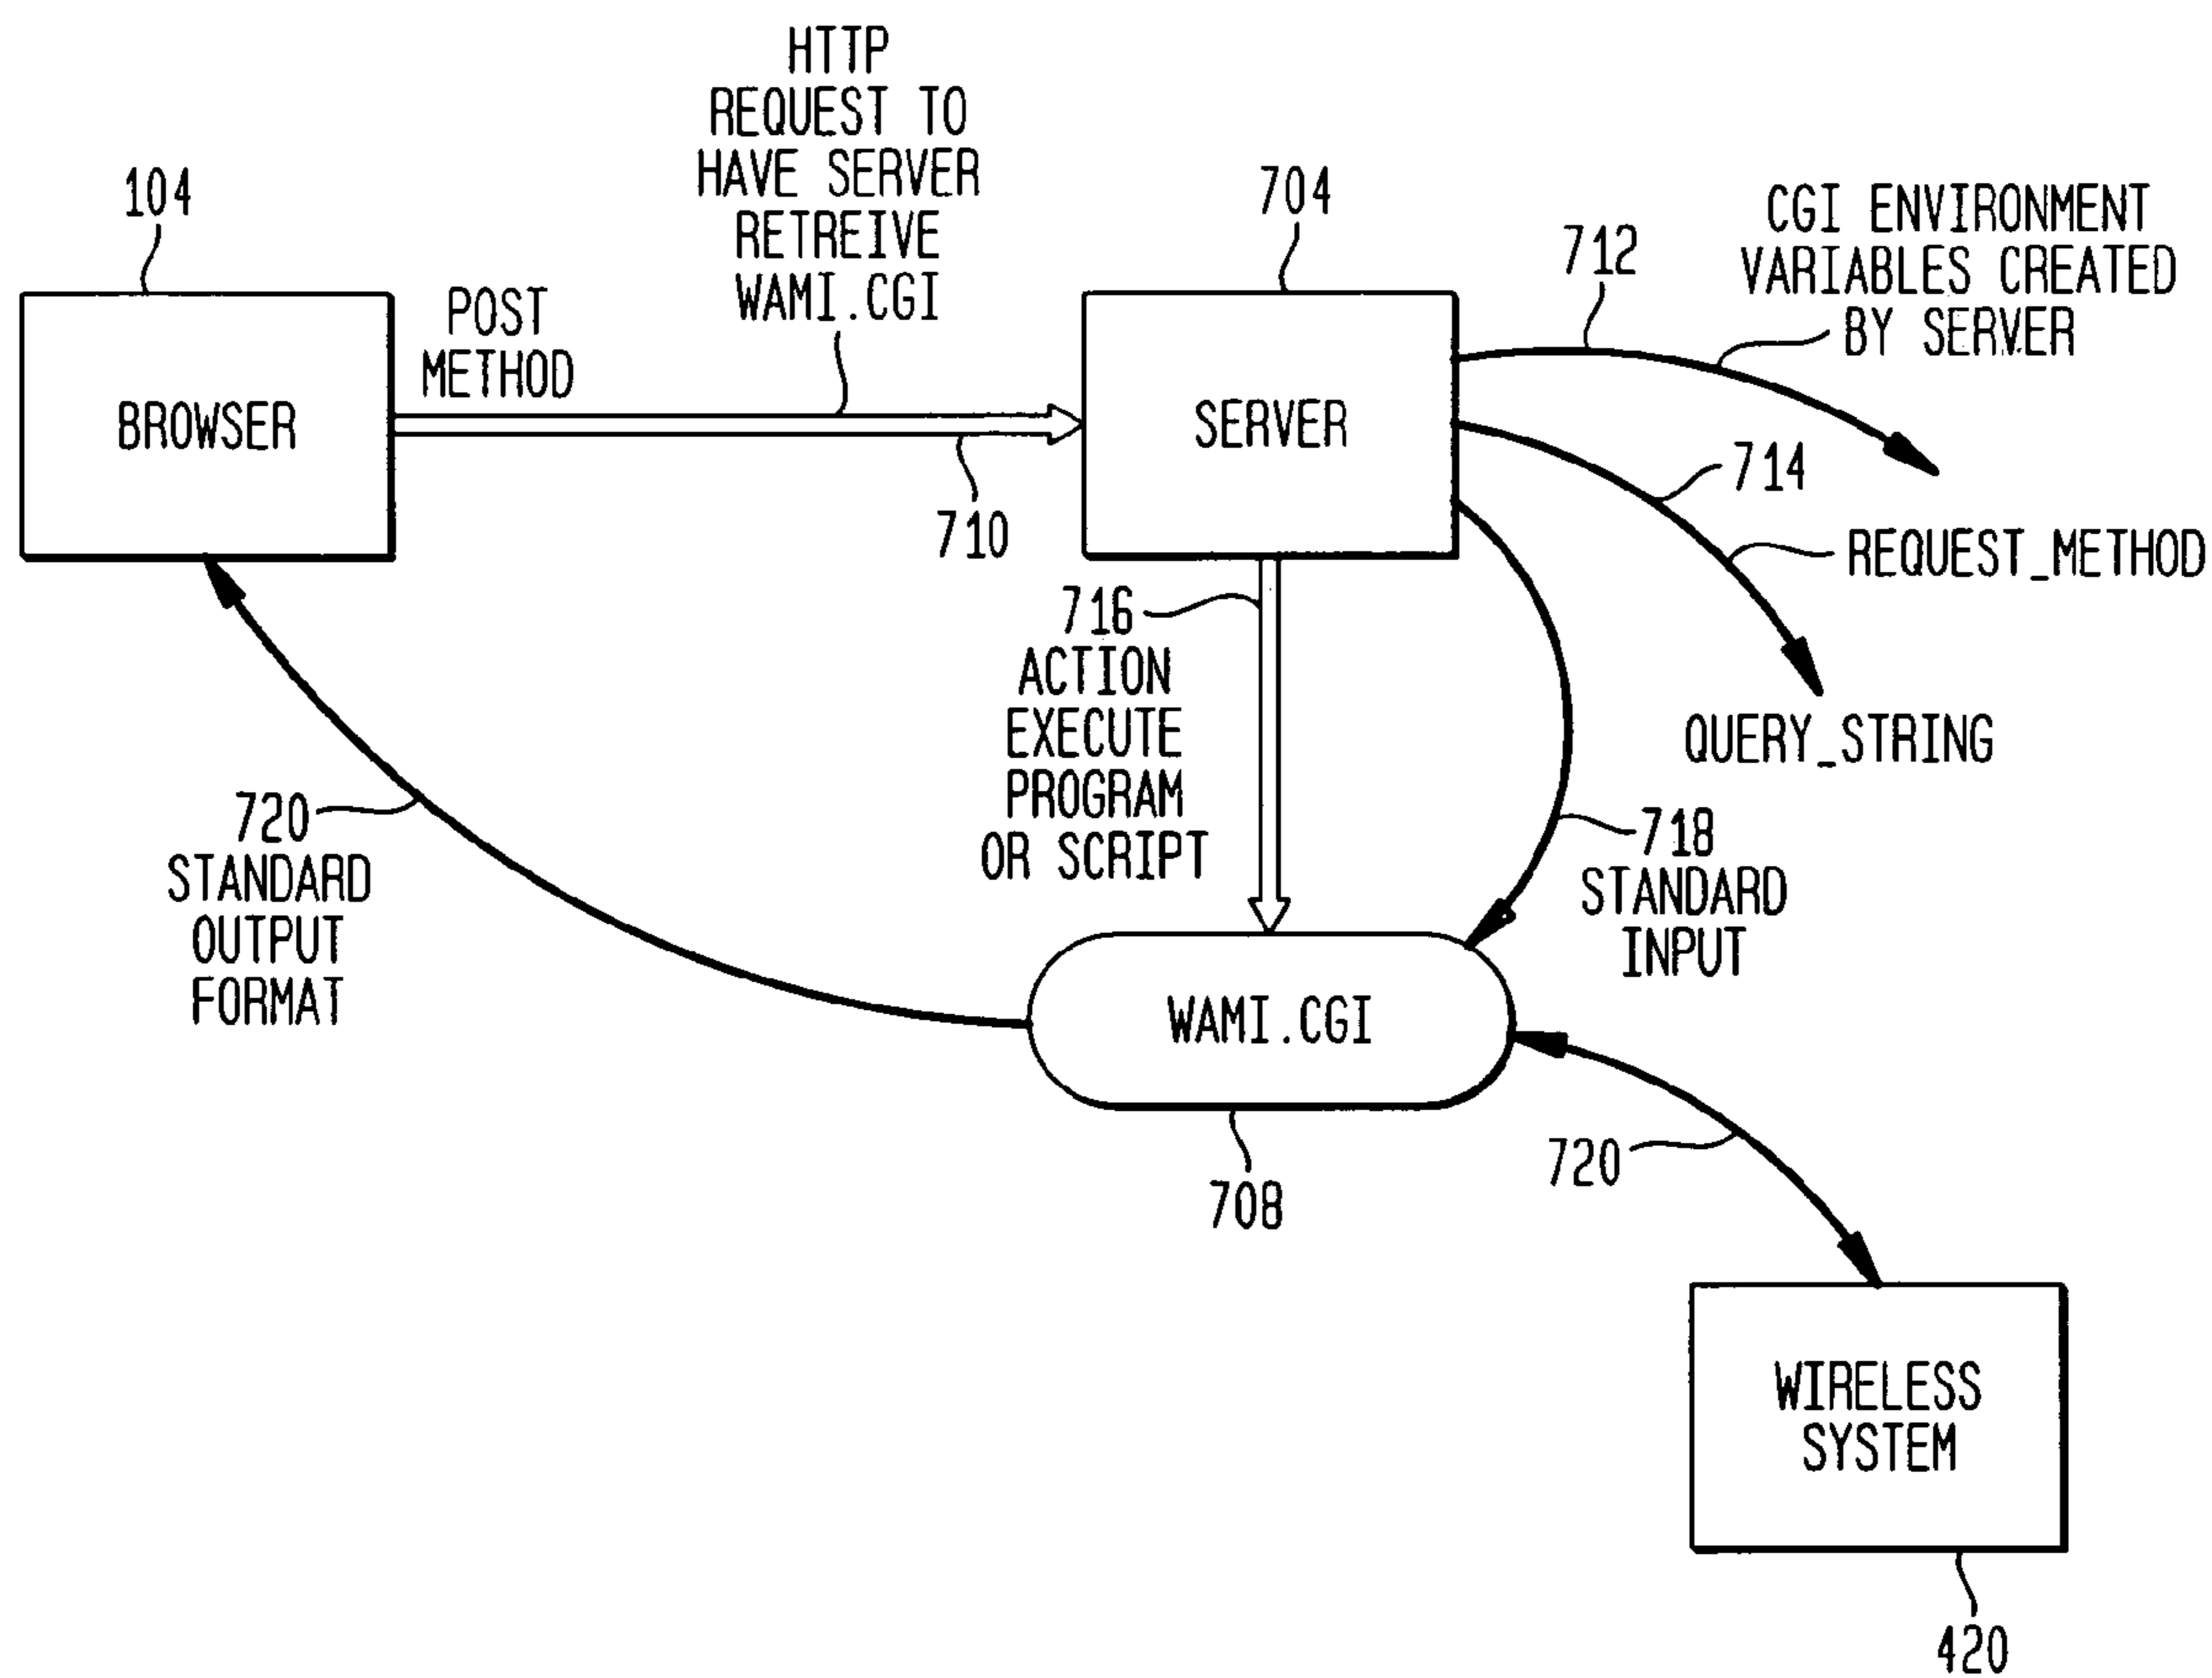 HTTP
REQUEST TO
HAVE SERVER
RETREIVE
WAMI.CGI
104
704
712
CGI ENVIRONMENT
VARIABLES CREATED
BY SERVER
POST
METHOD
BROWSER
SERVER
710
714
REQUEST_METHOD
716
ACTION
EXECUTE
PROGRAM
OR SCRIPT
QUERY_STRING
720
STANDARD
OUTPUT
FORMAT
718
STANDARD
INPUT
WAMI.CGI
708
720
WIRELESS
SYSTEM
420